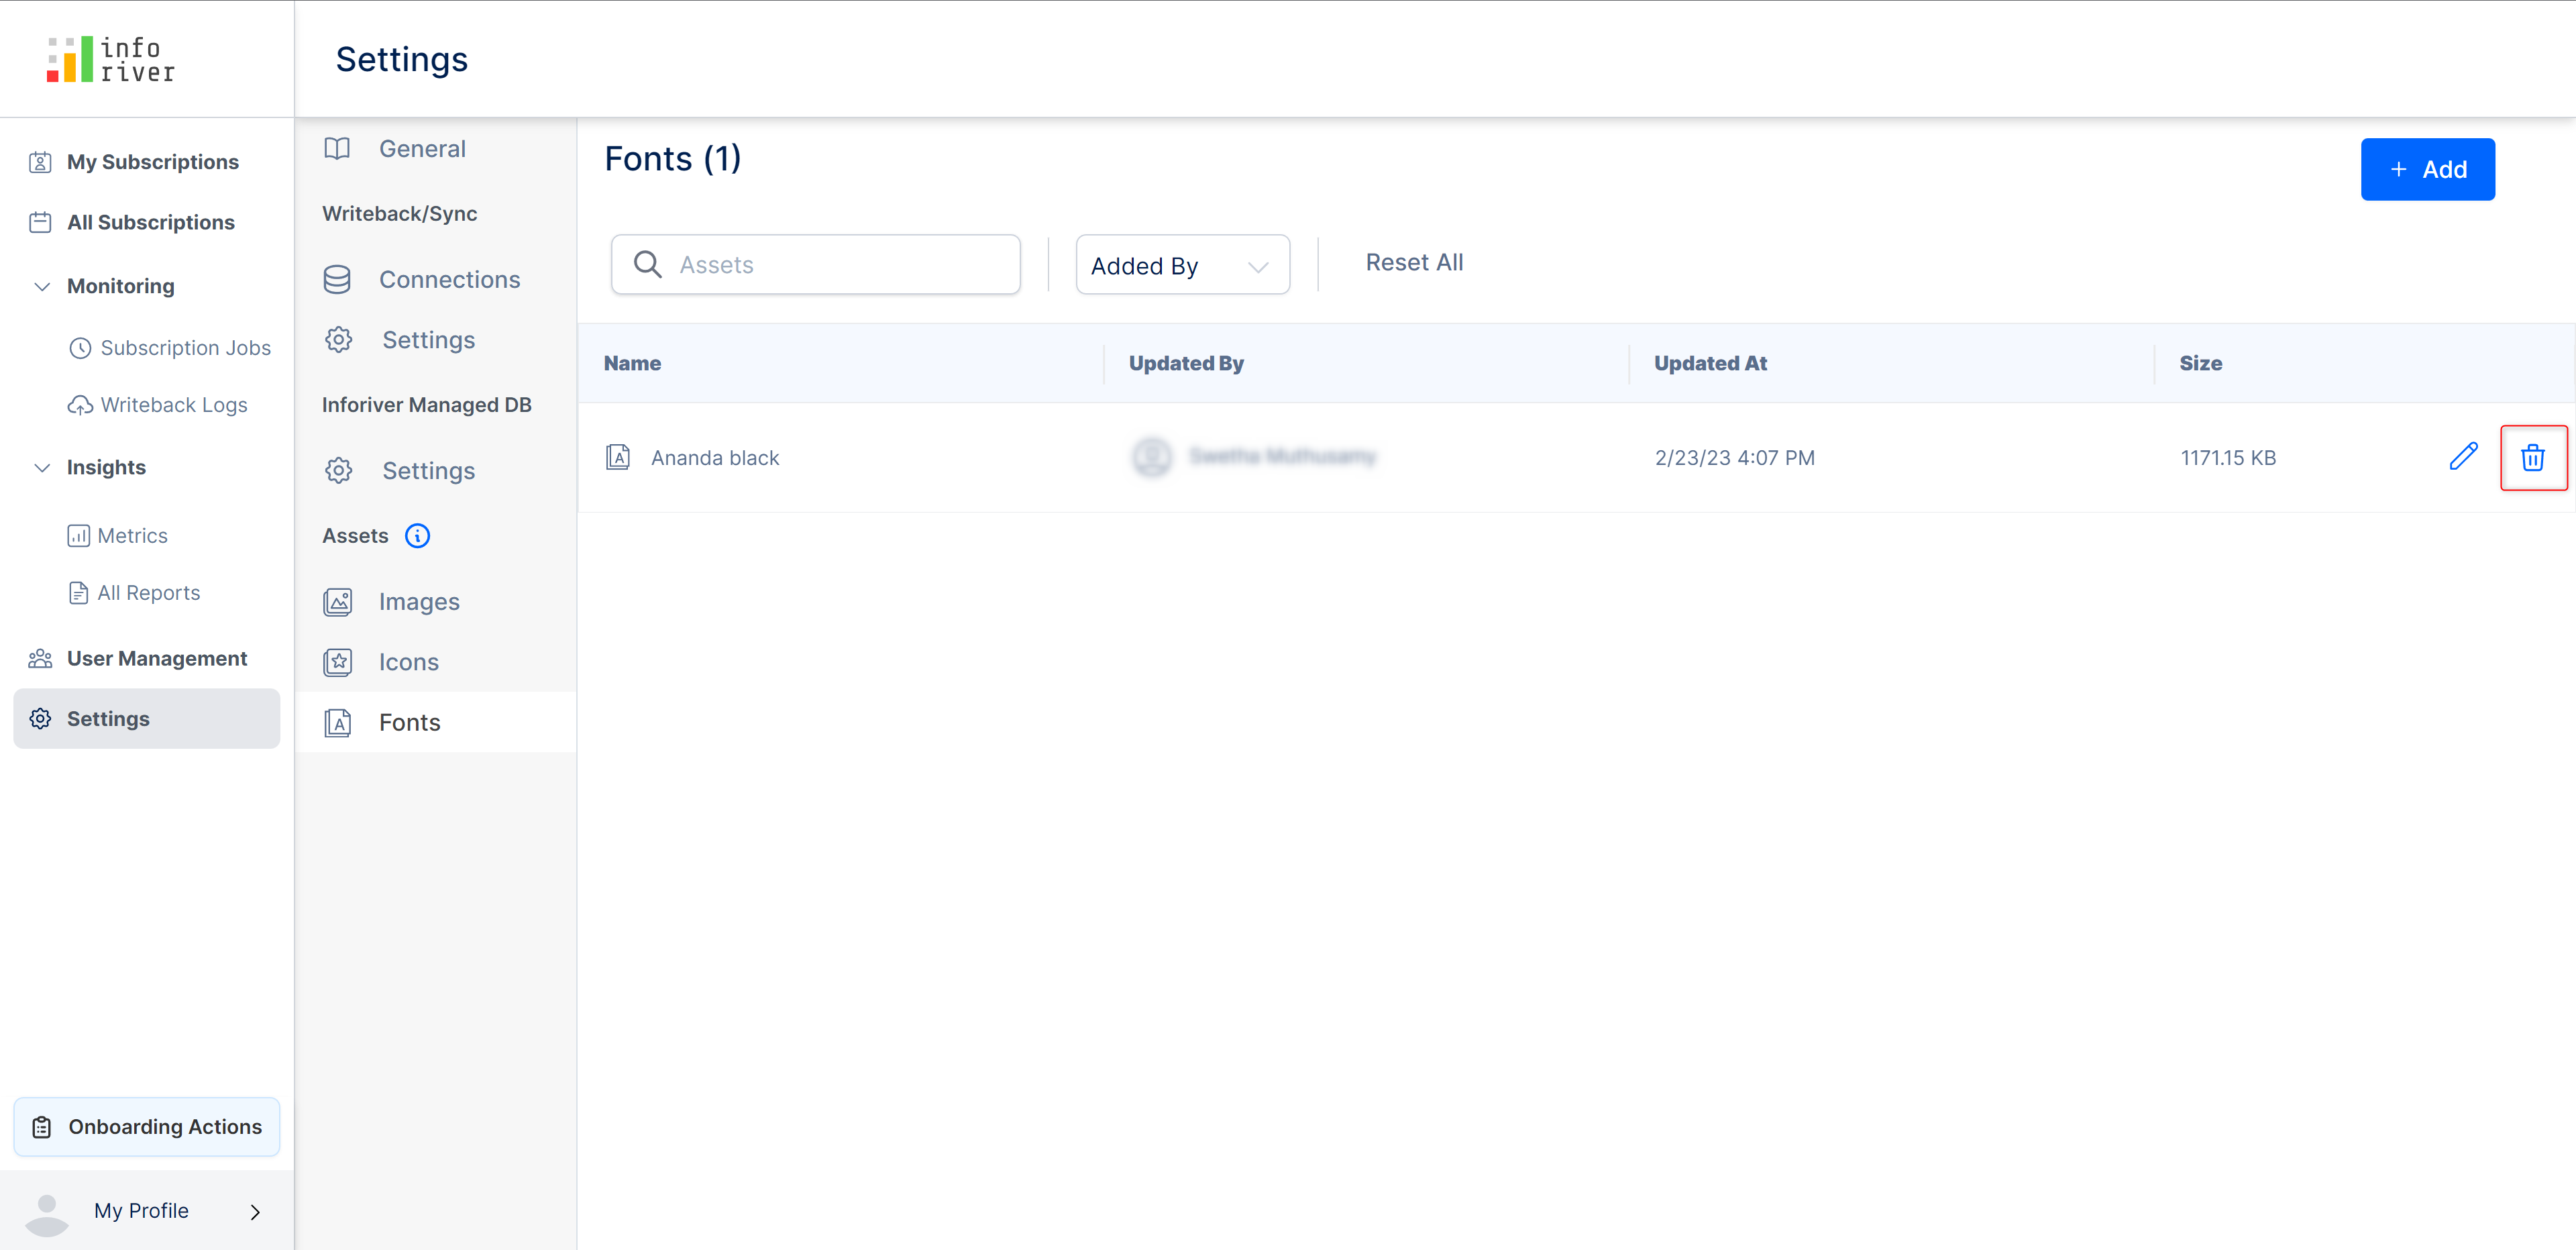 info
river
Settings
My Subscriptions
All Subscriptions
Monitoring
Subscription Jobs
Writeback Logs
Insights
Metrics
All Reports
User Management
Settings
Onboarding Actions
My Profile
General
Writeback/Sync
Connections
Settings
Inforiver Managed DB
Settings
Assets
Images
Icons
Fonts
Fonts (1)
+ Add
Assets
Added By
Reset All
Name Updated By Updated At Size
Ananda black 2/23/23 4:07 PM 1171.15 KB